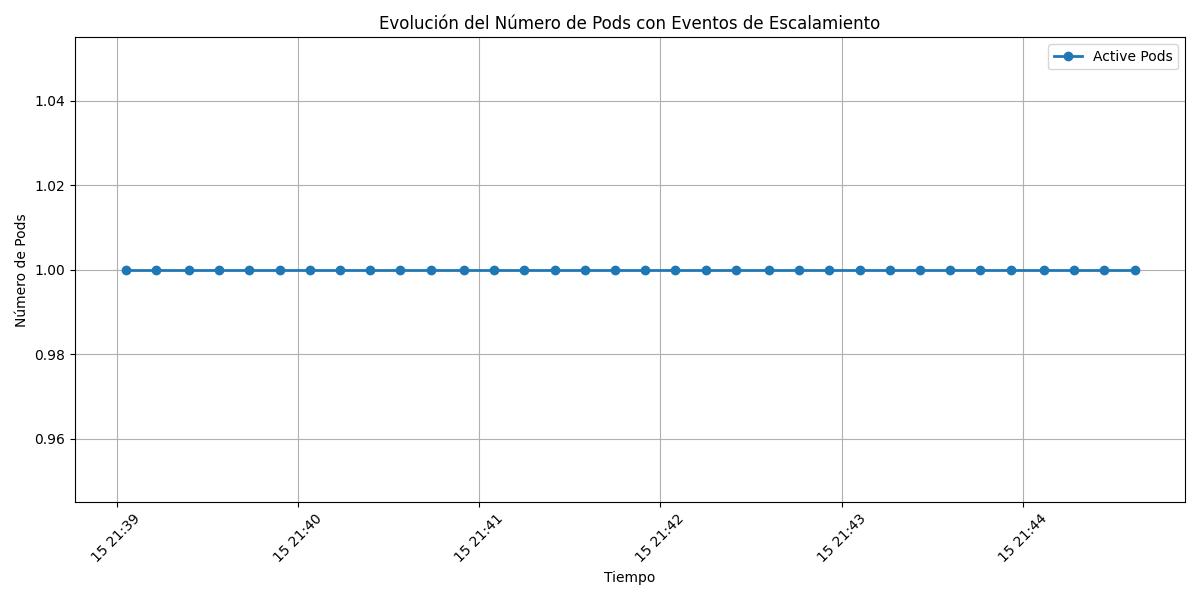 Evolución del Número de Pods con Eventos de Escalamiento
Active Pods
1.04
1.02
1.00
0.98
0.96
Número de Pods
15 21:39
15 21:40
15 21:41
15 21:42
15 21:43
15 21:44
Tiempo